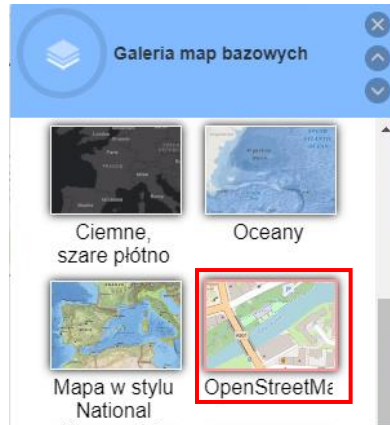 Galeria map bazowych
Ciemne,
szare płótno
Oceany
Mapa w stylu
National
OpenStreetMa